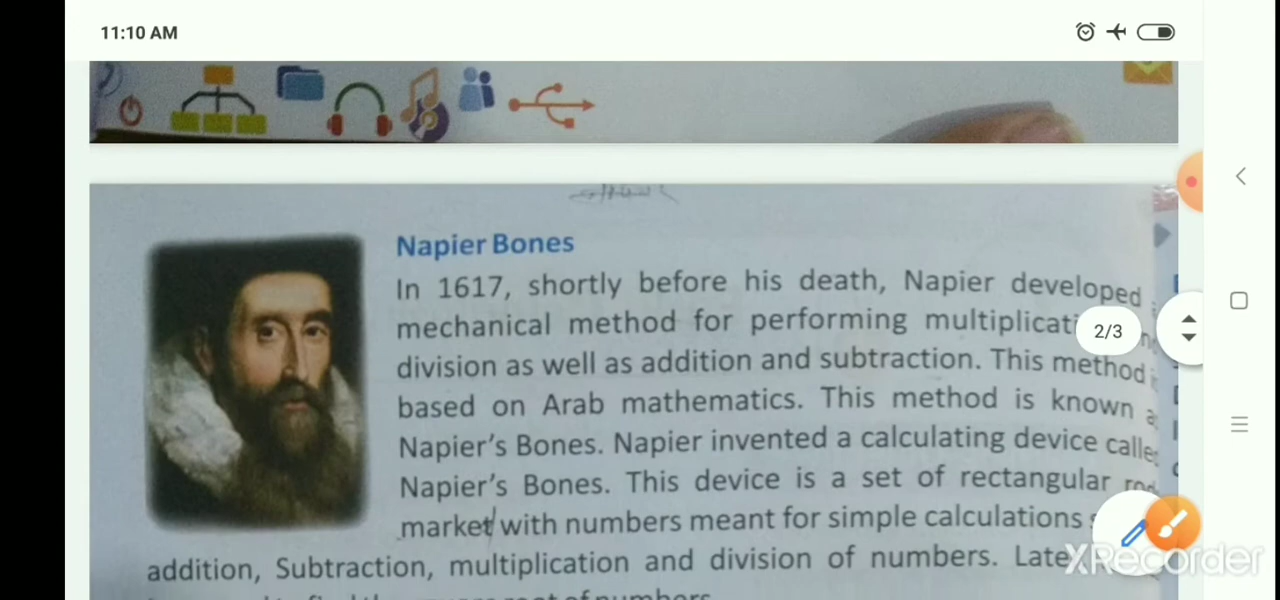 11:10 AM
Napier Bones
In 1617, shortly before his death, Napier developed
mechanical method for performing
2/3
division as well as addition and subtraction. This method
based on Arab mathematics. This method is known
Napier's Bones. Napier invented a calculating device
Napier's Bones. This device is a set of rectangular
market with numbers meant for simple calculations
addition, Subtraction, multiplication and division of numbers.
XRecorder
of numbers